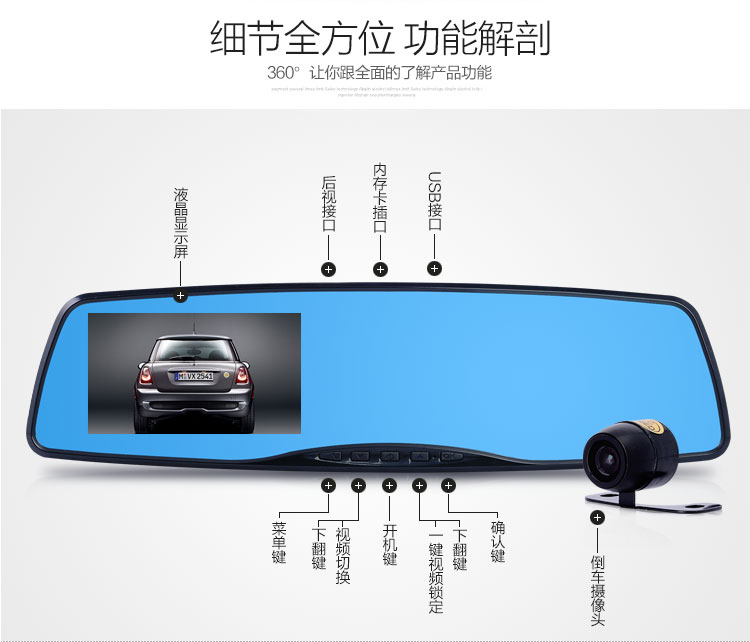 细节全方位 功能解剖
360° 让你跟全面的了解产品功能
液晶显示屏
后视接口
内存卡插口
USB接口
M VX 2541
菜单键
下翻键
视频切换
开机键
一键视频锁定
下翻键
确认键
倒车摄像头